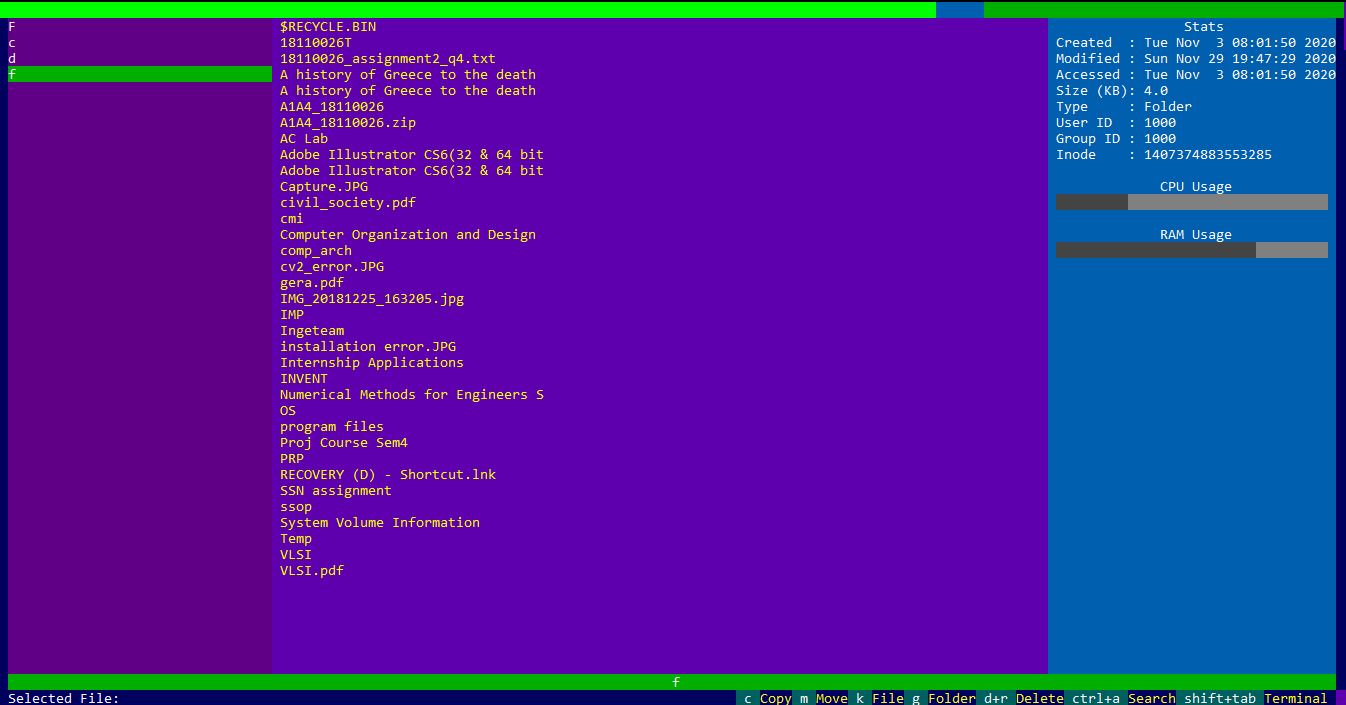 F
c
d
f
$RECYCLE.BIN
18110026T
18110026_assignment2_q4.txt
A history of Greece to the death
A history of Greece to the death
A1A4_18110026
A1A4_18110026.zip
AC Lab
Adobe Illustrator CS6(32 & 64 bit
Adobe Illustrator CS6(32 & 64 bit
Capture.JPG
civil_society.pdf
cmi
Computer Organization and Design
comp_arch
cv2_error.JPG
gera.pdf
IMG_20181225_163205.jpg
IMP
Ingeteam
installation error.JPG
Internship Applications
INVENT
Numerical Methods for Engineers S
OS
program files
Proj Course Sem4
PRP
RECOVERY (D) - Shortcut.lnk
SSN assignment
ssop
System Volume Information
Temp
VLSI
VLSI.pdf
Stats
Created  : Tue Nov  3 08:01:50 2020
Modified : Sun Nov 29 19:47:29 2020
Accessed : Tue Nov  3 08:01:50 2020
Size (KB): 4.0
Type     : Folder
User ID  : 1000
Group ID : 1000
Inode    : 1407374883553285
CPU Usage
RAM Usage
f
Selected File: c Copy m Move k File g Folder d+r Delete ctrl+a Search shift+tab Terminal